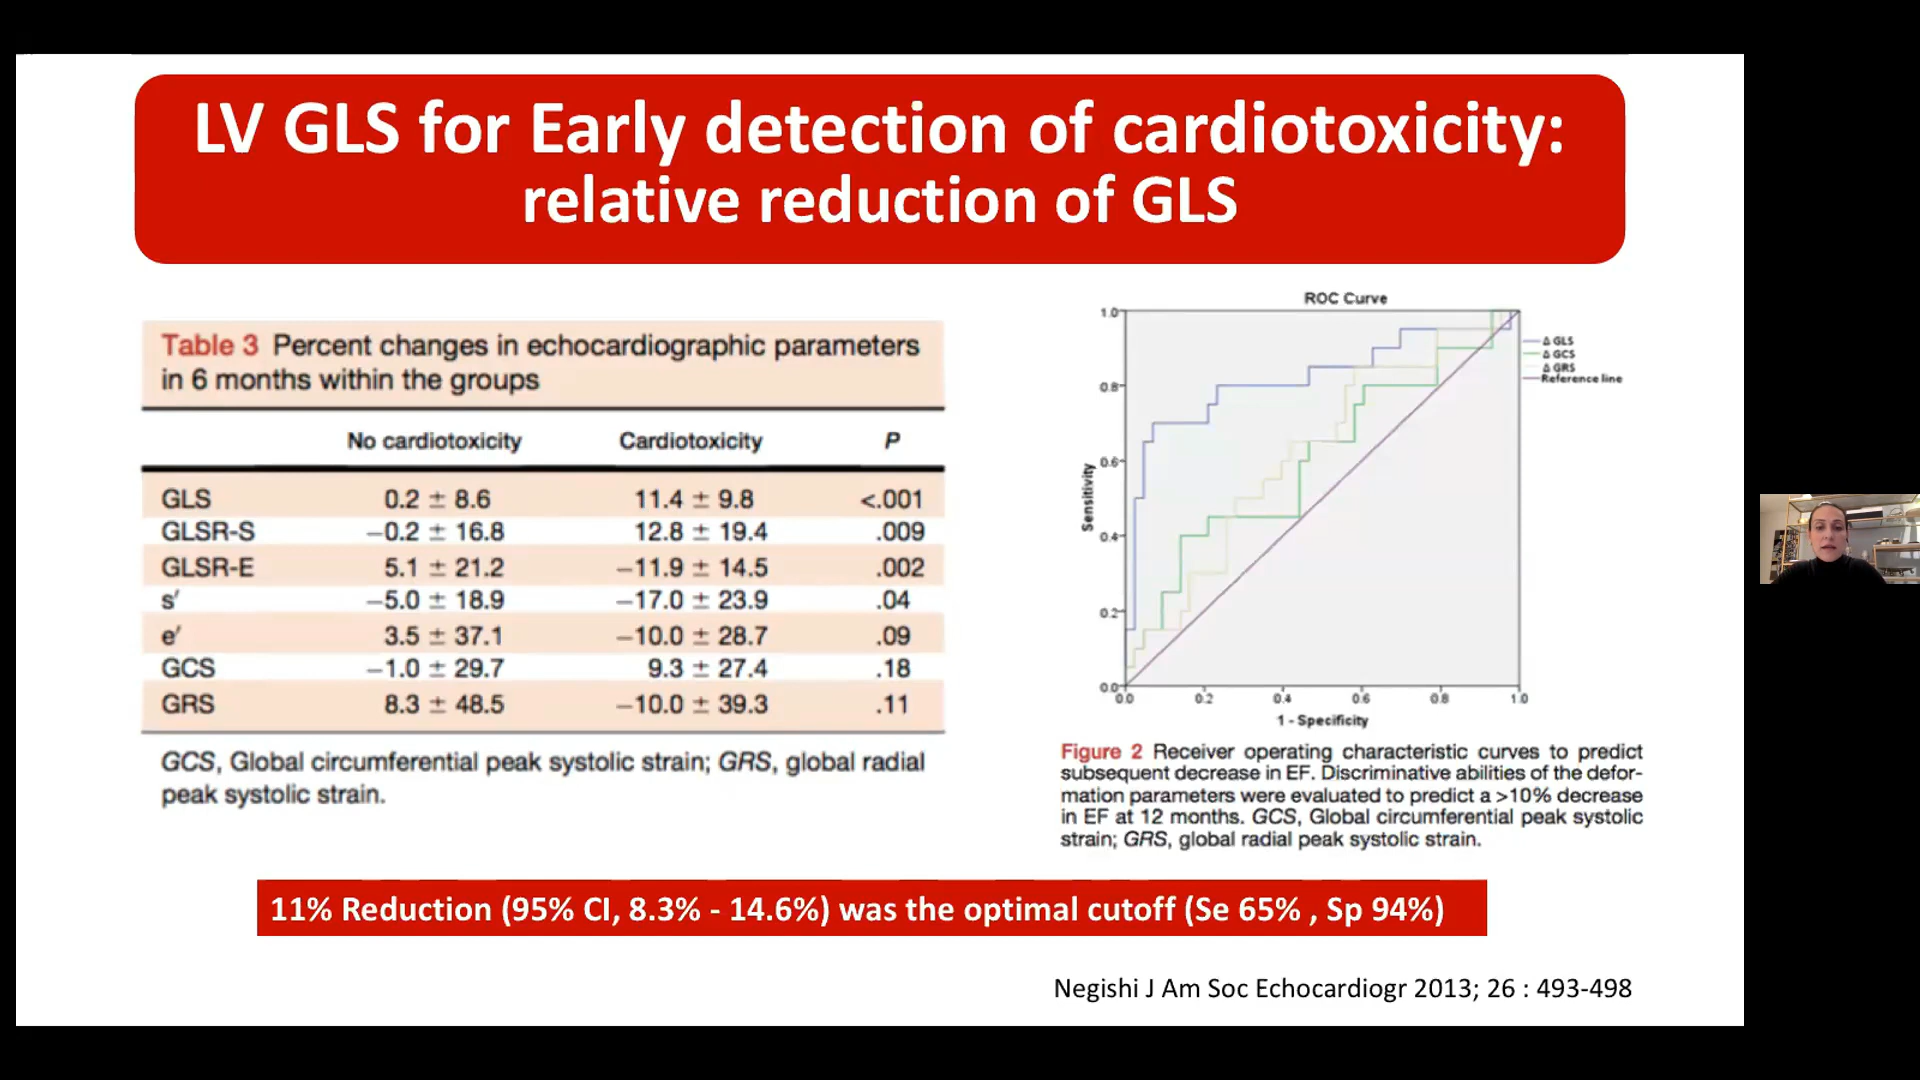 LV GLS for Early detection of cardiotoxicity:
relative reduction of GLS
Table 3 Percent changes in echocardiographic parameters
in 6 months within the groups
No cardiotoxicity Cardiotoxicity P
GLS 0.2 ± 8.6 11.4 ± 9.8 <.001
GLSR-S −0.2 ± 16.8 12.8 ± 19.4 .009
GLSR-E 5.1 ± 21.2 −11.9 ± 14.5 .002
s′ −5.0 ± 18.9 −17.0 ± 23.9 .04
e′ 3.5 ± 37.1 −10.0 ± 28.7 .09
GCS −1.0 ± 29.7 9.3 ± 27.4 .18
GRS 8.3 ± 48.5 −10.0 ± 39.3 .11
GCS, Global circumferential peak systolic strain; GRS, global radial
peak systolic strain.
ROC Curve
1.0
0.8
0.6
0.4
0.2
0.0
Sensitivity
0.0 0.2 0.4 0.6 0.8 1.0
1 - Specificity
Δ GLS
Δ GCS
Δ GRS
Reference line
Figure 2 Receiver operating characteristic curves to predict
subsequent decrease in EF. Discriminative abilities of the defor-
mation parameters were evaluated to predict a >10% decrease
in EF at 12 months. GCS, Global circumferential peak systolic
strain; GRS, global radial peak systolic strain.
11% Reduction (95% CI, 8.3% - 14.6%) was the optimal cutoff (Se 65% , Sp 94%)
Negishi J Am Soc Echocardiogr 2013; 26 : 493-498